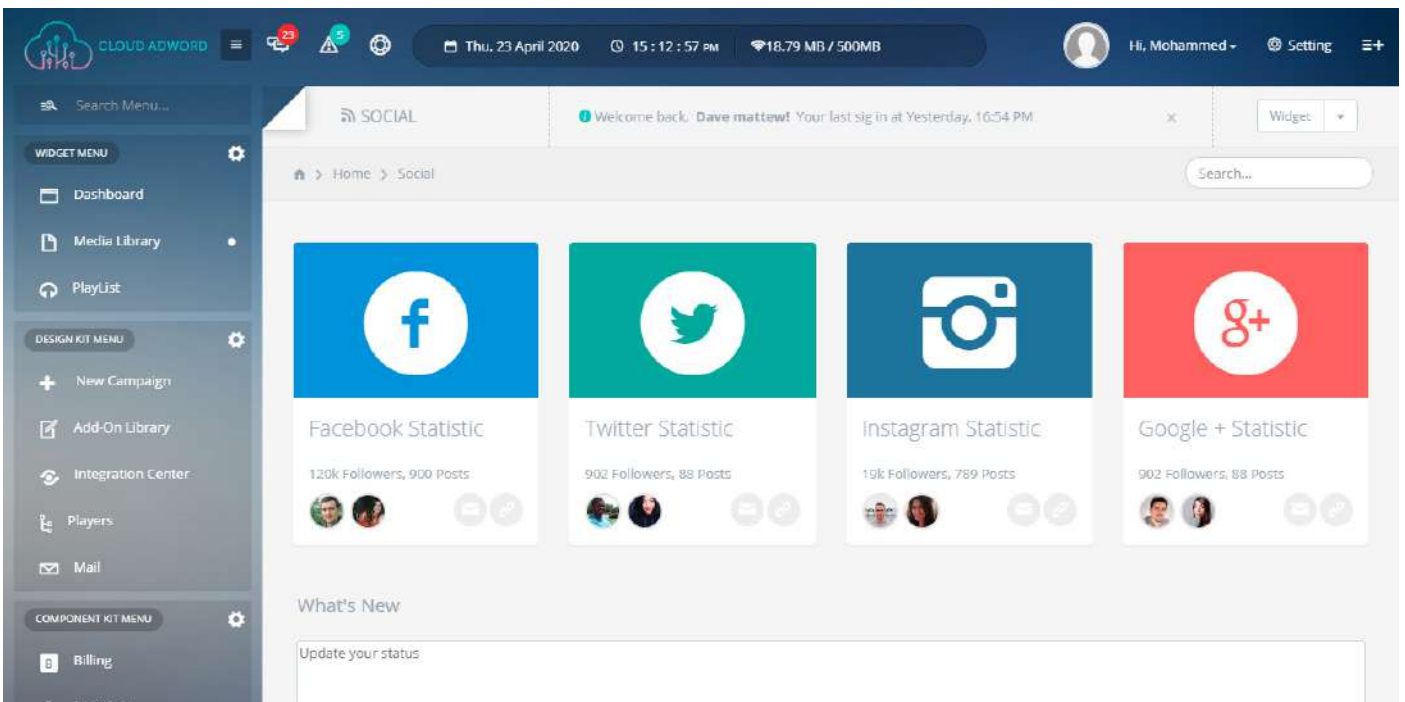 CLOUD ADWORD
23
5
Thu, 23 April 2020
15 : 12 : 57 PM
18.79 MB / 500MB
Hi, Mohammed
Setting
Search Menu...
SOCIAL
Welcome back. Dave mattew! Your last sig in at Yesterday, 16:54 PM
×
Widget
WIDGET MENU
Home > Social
Search...
Dashboard
Media Library
PlayList
DESIGN KIT MENU
New Campaign
Add-On Library
Integration Center
Players
Mail
COMPONENT KIT MENU
Billing
Facebook Statistic
120k Followers, 900 Posts
Twitter Statistic
902 Followers, 88 Posts
Instagram Statistic
19k Followers, 789 Posts
g+
Google + Statistic
902 Followers, 88 Posts
What's New
Update your status